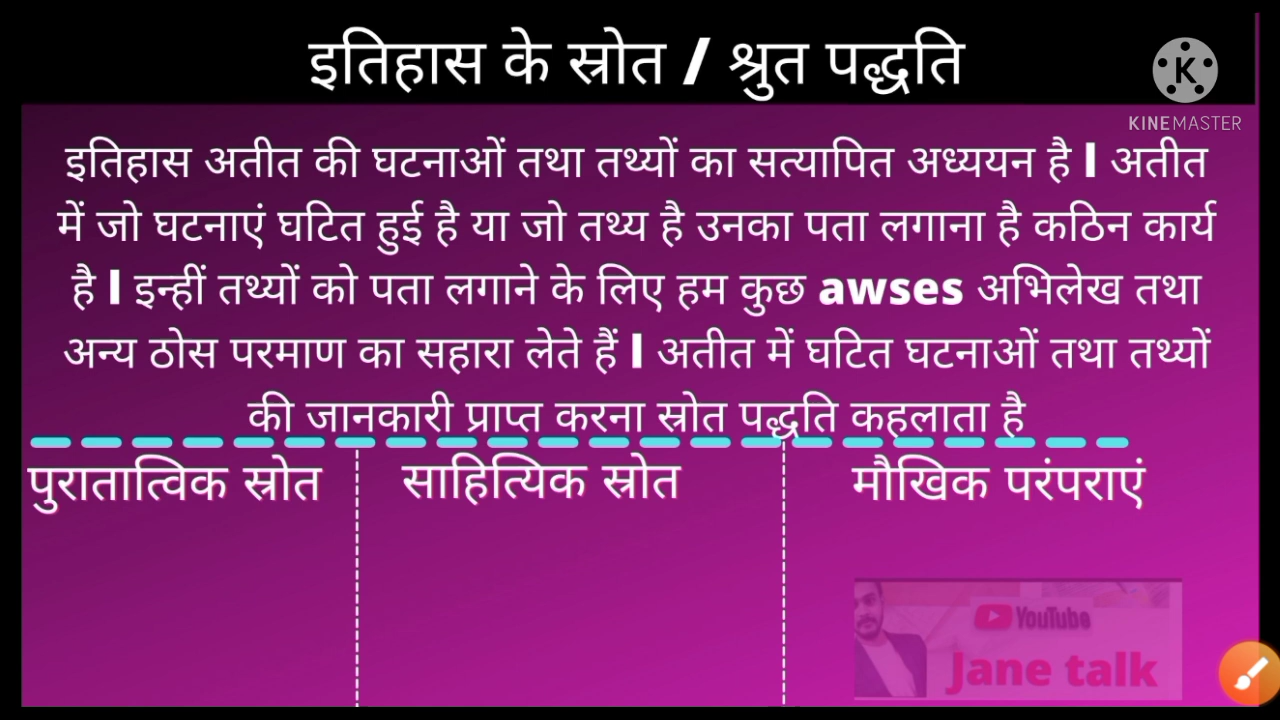 इतिहास के स्रोत / श्रुत पद्धति
K
KINEMASTER
इतिहास अतीत की घटनाओं तथा तथ्यों का सत्यापित अध्ययन है I अतीत
में जो घटनाएं घटित हुई है या जो तथ्य है उनका पता लगाना है कठिन कार्य
है I इन्हीं तथ्यों को पता लगाने के लिए हम कुछ awses अभिलेख तथा
अन्य ठोस परमाण का सहारा लेते हैं I अतीत में घटित घटनाओं तथा तथ्यों
की जानकारी प्राप्त करना स्रोत पद्धति कहलाता है
पुरातात्विक स्रोत
साहित्यिक स्रोत
मौखिक परंपराएं
YouTube
Jane talk